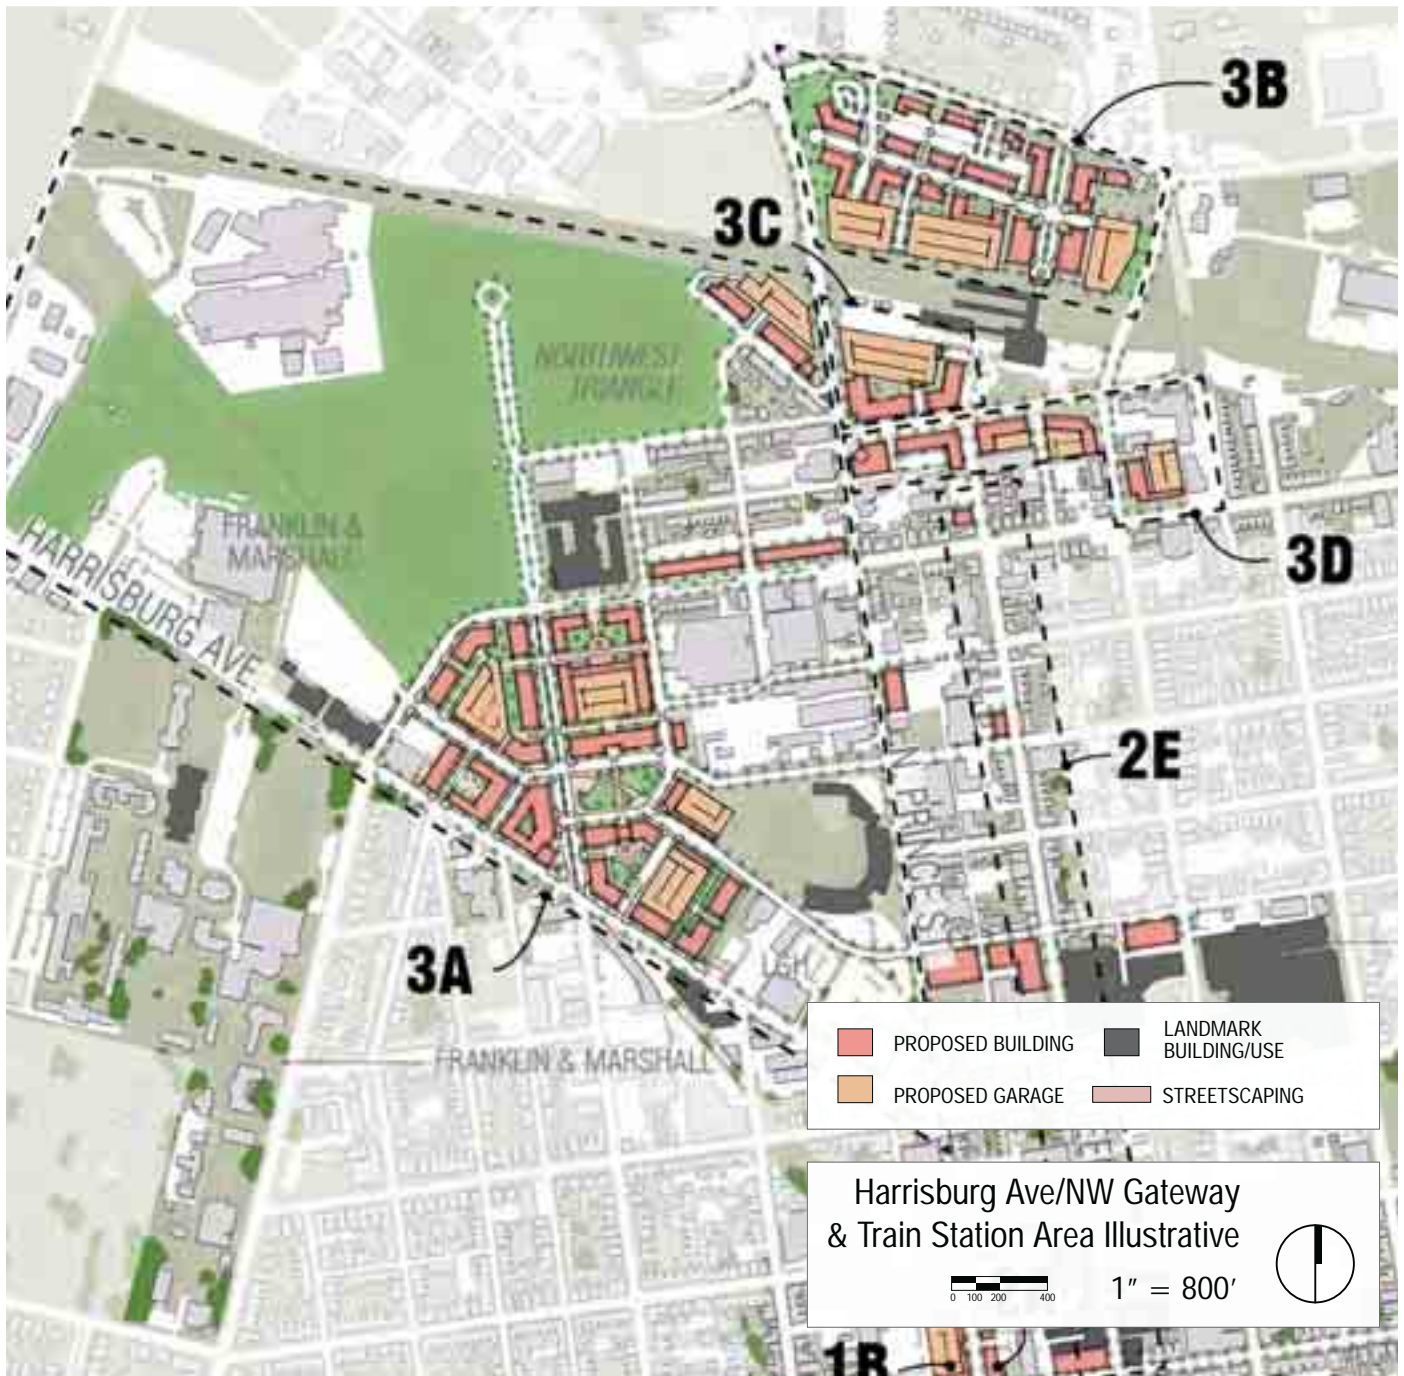 3B
3C
NORTHWEST
TRIANGLE
FRANKLIN &
MARSHALL
HARRISBURG AVE.
3D
2E
N. PRINCE ST
3A
FRANKLIN & MARSHALL
PROPOSED BUILDING
LANDMARK
BUILDING/USE
PROPOSED GARAGE
STREETSCAPING
Harrisburg Ave/NW Gateway
& Train Station Area Illustrative
0 100 200 400
1" = 800'
1B